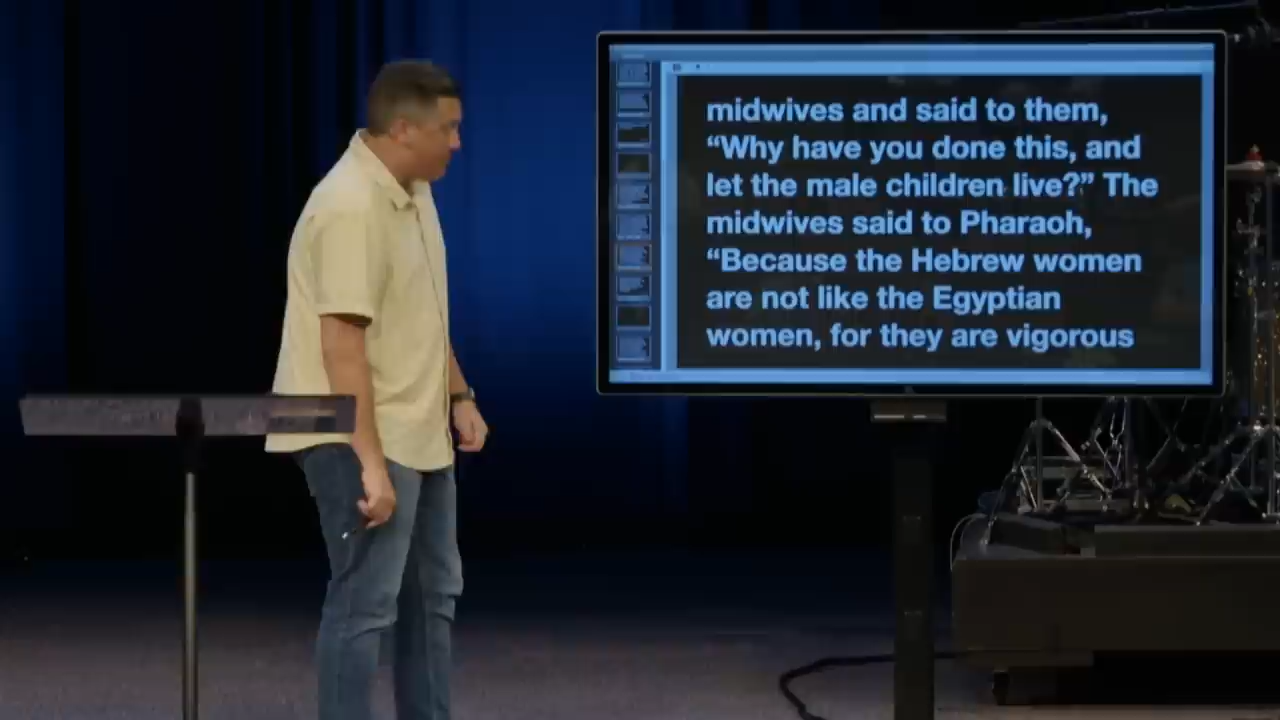 midwives and said to them,
“Why have you done this, and
let the male children live?” The
midwives said to Pharaoh,
“Because the Hebrew women
are not like the Egyptian
women, for they are vigorous